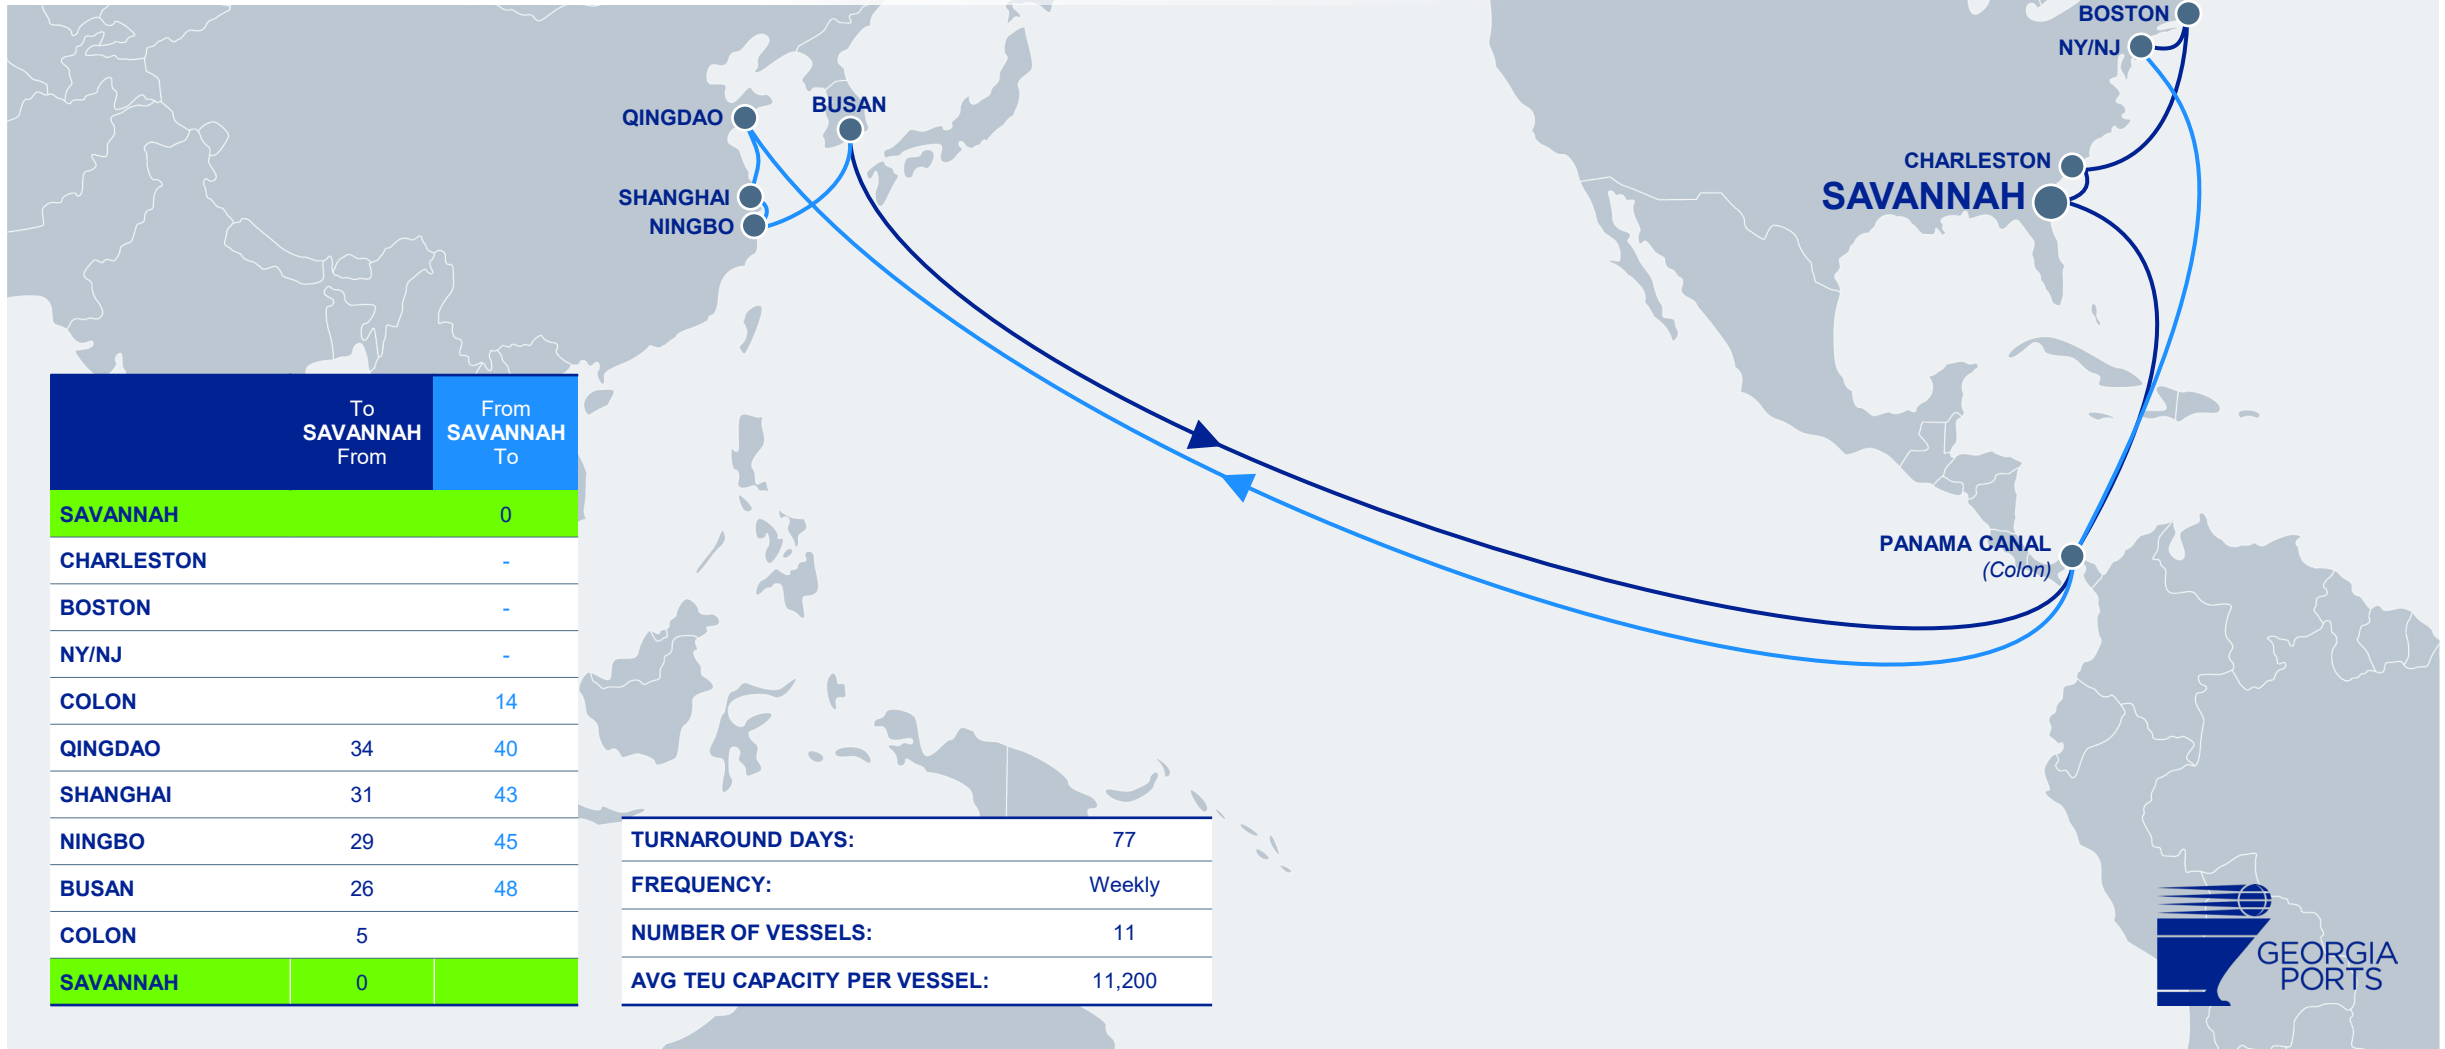 BOSTON
NY/NJ
QINGDAO
BUSAN
CHARLESTON
SHANGHAI
SAVANNAH
NINGBO
PANAMA CANAL
(Colon)
To From
SAVANNAH SAVANNAH
From To
SAVANNAH 0
CHARLESTON -
BOSTON -
NY/NJ -
COLON 14
QINGDAO 34 40
SHANGHAI 31 43
NINGBO 29 45
BUSAN 26 48
COLON 5
SAVANNAH 0
TURNAROUND DAYS: 77
FREQUENCY: Weekly
NUMBER OF VESSELS: 11
AVG TEU CAPACITY PER VESSEL: 11,200
GEORGIA
PORTS